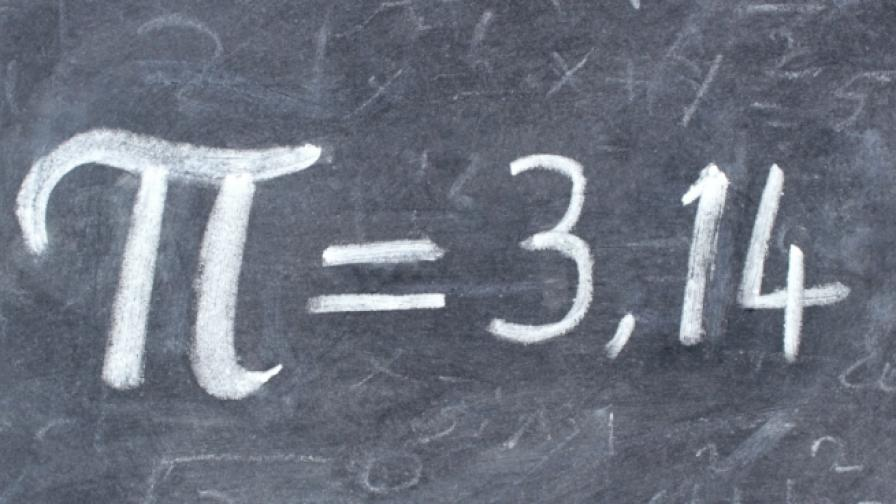 π = 3,14